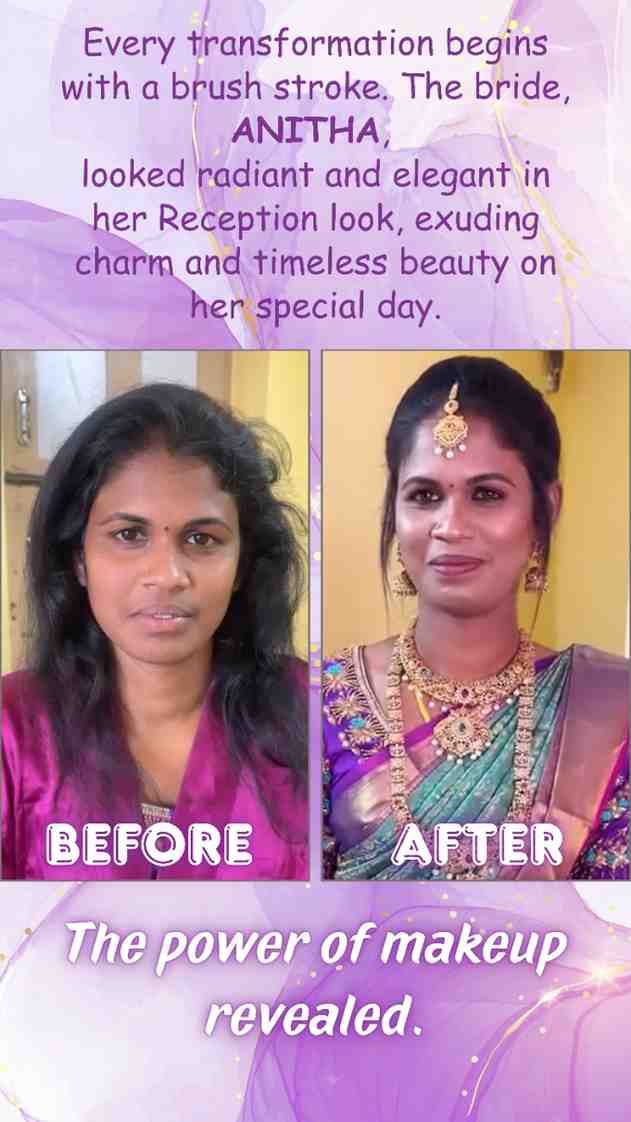 Every transformation begins
with a brush stroke. The bride,
ANITHA,
looked radiant and elegant in
her Reception look, exuding
charm and timeless beauty on
her special day.
BEFORE
AFTER
The power of makeup
revealed.